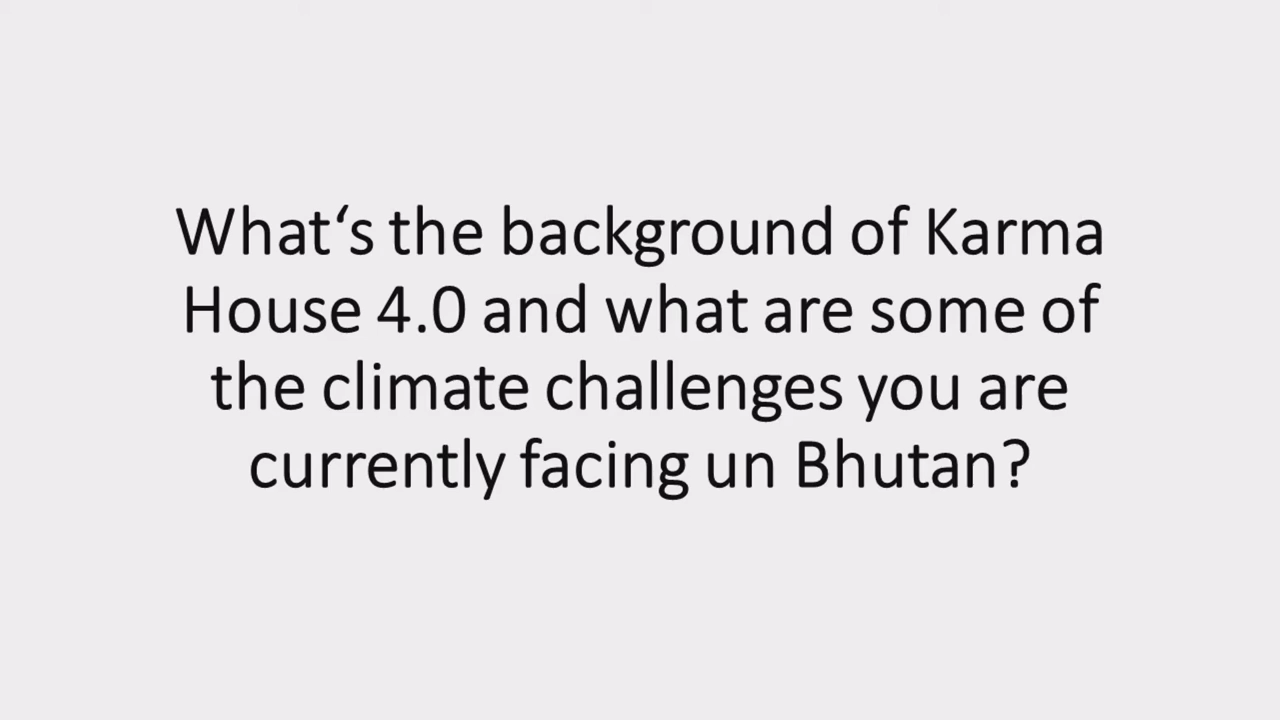 What‘s the background of Karma
House 4.0 and what are some of
the climate challenges you are
currently facing un Bhutan?